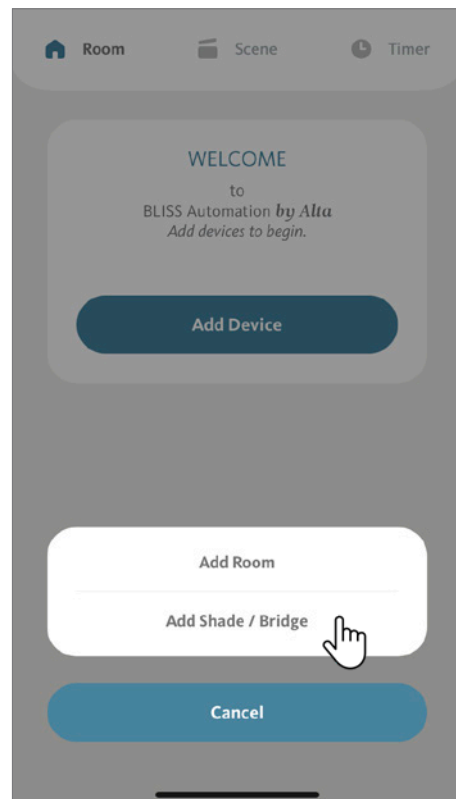 Room
Scene
Timer
WELCOME
to
BLISS Automation by Alta
Add devices to begin.
Add Device
Add Room
Add Shade / Bridge
Cancel